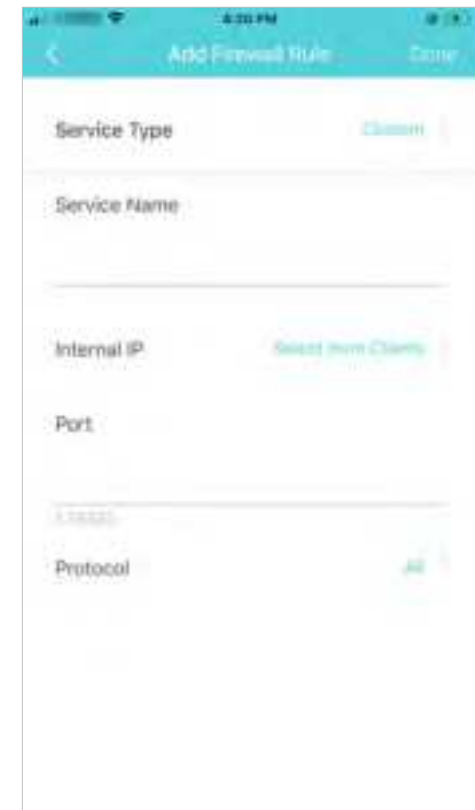 4:20 PM
Add Firewall Rule Done
Service Type Custom
Service Name
Internal IP Select from Clients
Port
Protocol All